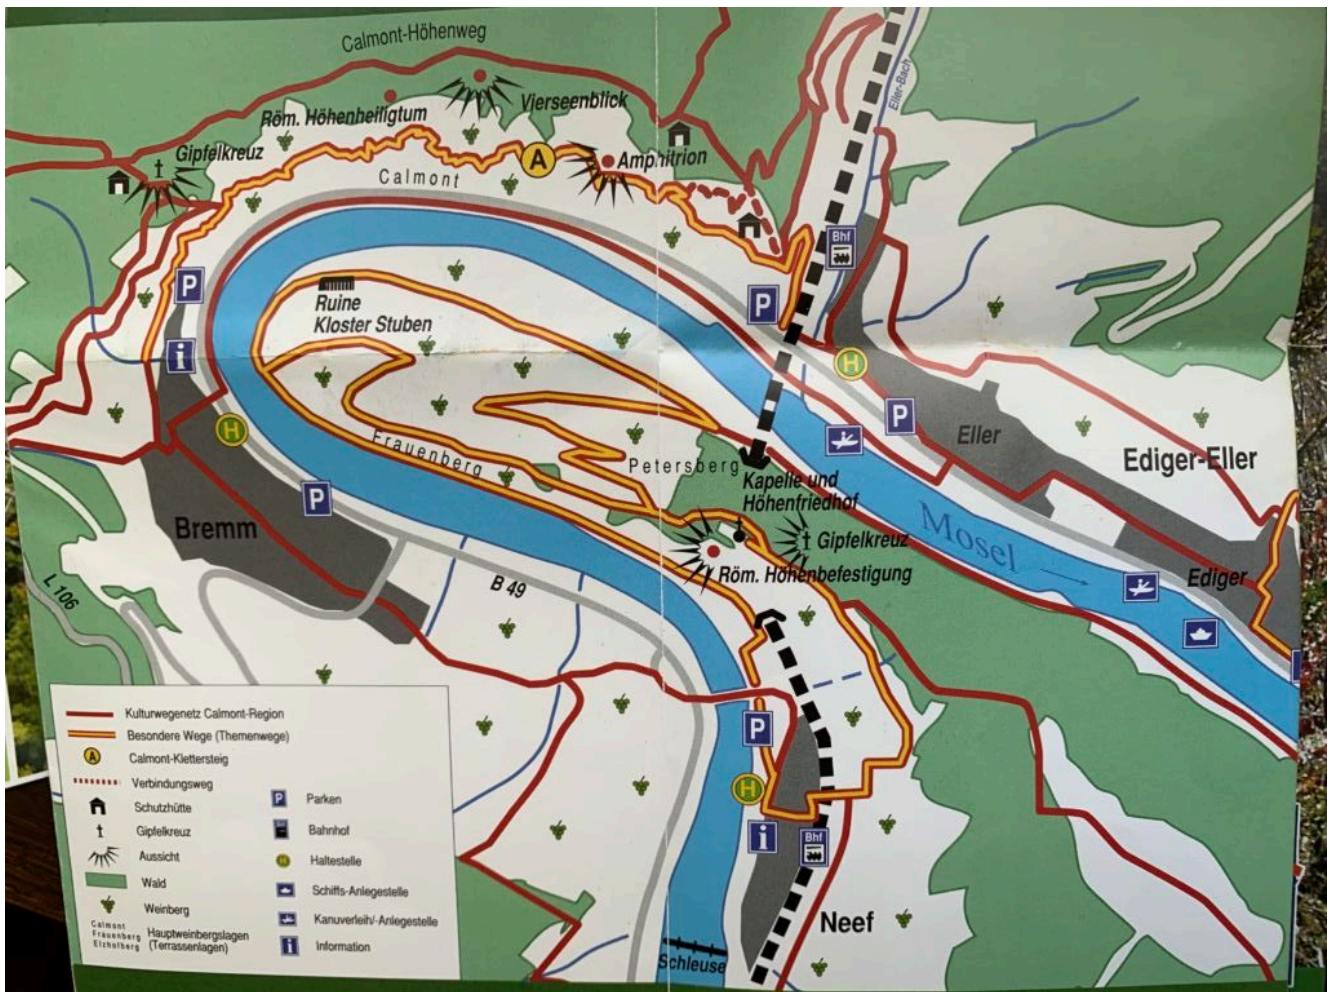 Calmont-Höhenweg
Eller-Bach
Vierseenblick
Röm. Höhenheiligtum
Gipfelkreuz
A
Amphitrion
Calmont
Bhf
P
P
Ruine
Kloster Stuben
i
H
H
P
Eller
Frauenberg
Petersberg
Ediger-Eller
Kapelle und
Höhenfriedhof
P
Bremm
Mosel
Gipfelkreuz
Röm. Höhenbefestigung
Ediger
B 49
L 106
P
H
i
Bhf
Neef
Schleuse
Kulturwegenetz Calmont-Region
Besondere Wege (Themenwege)
A Calmont-Klettersteig
Verbindungsweg
Schutzhütte
Gipfelkreuz
Aussicht
Wald
Weinberg
Calmont
Frauenberg
Elzhofberg
Hauptweinbergslagen
(Terrassenlagen)
P Parken
Bahnhof
H Haltestelle
Schiffs-Anlegestelle
Kanuverleih/-Anlegestelle
i Information